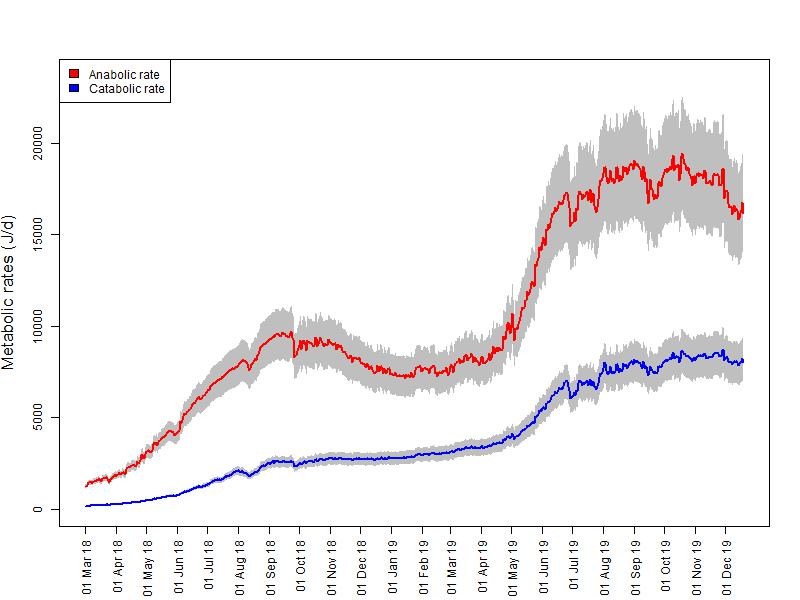 Anabolic rate
Catabolic rate
Metabolic rates (J/d)
20000
15000
10000
5000
0
01 Mar 18
01 Apr 18
01 May 18
01 Jun 18
01 Jul 18
01 Aug 18
01 Sep 18
01 Oct 18
01 Nov 18
01 Dec 18
01 Jan 19
01 Feb 19
01 Mar 19
01 Apr 19
01 May 19
01 Jun 19
01 Jul 19
01 Aug 19
01 Sep 19
01 Oct 19
01 Nov 19
01 Dec 19